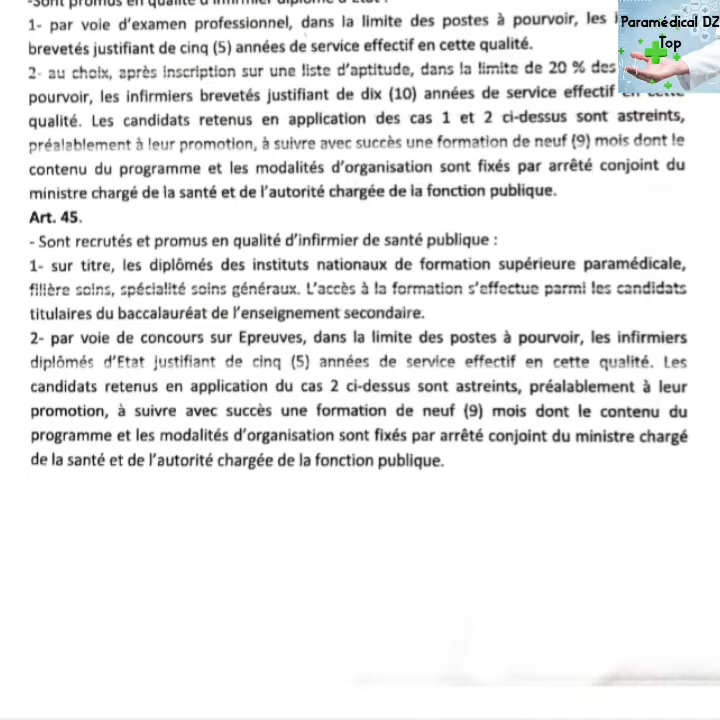 -Sont promus en qualité d'infirmier diplômé d'Etat :
1- par voie d'examen professionnel, dans la limite des postes à pourvoir, les
brevetés justifiant de cinq (5) années de service effectif en cette qualité.
2- au choix, après inscription sur une liste d'aptitude, dans la limite de 20 % des
pourvoir, les infirmiers brevetés justifiant de dix (10) années de service effectif en cette
qualité. Les candidats retenus en application des cas 1 et 2 ci-dessus sont astreints,
préalablement à leur promotion, à suivre avec succès une formation de neuf (9) mois dont le
contenu du programme et les modalités d'organisation sont fixés par arrêté conjoint du
ministre chargé de la santé et de l'autorité chargée de la fonction publique.
Art. 45.
- Sont recrutés et promus en qualité d'infirmier de santé publique :
1- sur titre, les diplômés des instituts nationaux de formation supérieure paramédicale,
filière soins, spécialité soins généraux. L'accès à la formation s'effectue parmi les candidats
titulaires du baccalauréat de l'enseignement secondaire.
2- par voie de concours sur Epreuves, dans la limite des postes à pourvoir, les infirmiers
diplômés d'Etat justifiant de cinq (5) années de service effectif en cette qualité. Les
candidats retenus en application du cas 2 ci-dessus sont astreints, préalablement à leur
promotion, à suivre avec succès une formation de neuf (9) mois dont le contenu du
programme et les modalités d'organisation sont fixés par arrêté conjoint du ministre chargé
de la santé et de l'autorité chargée de la fonction publique.
Paramédical DZ
Top